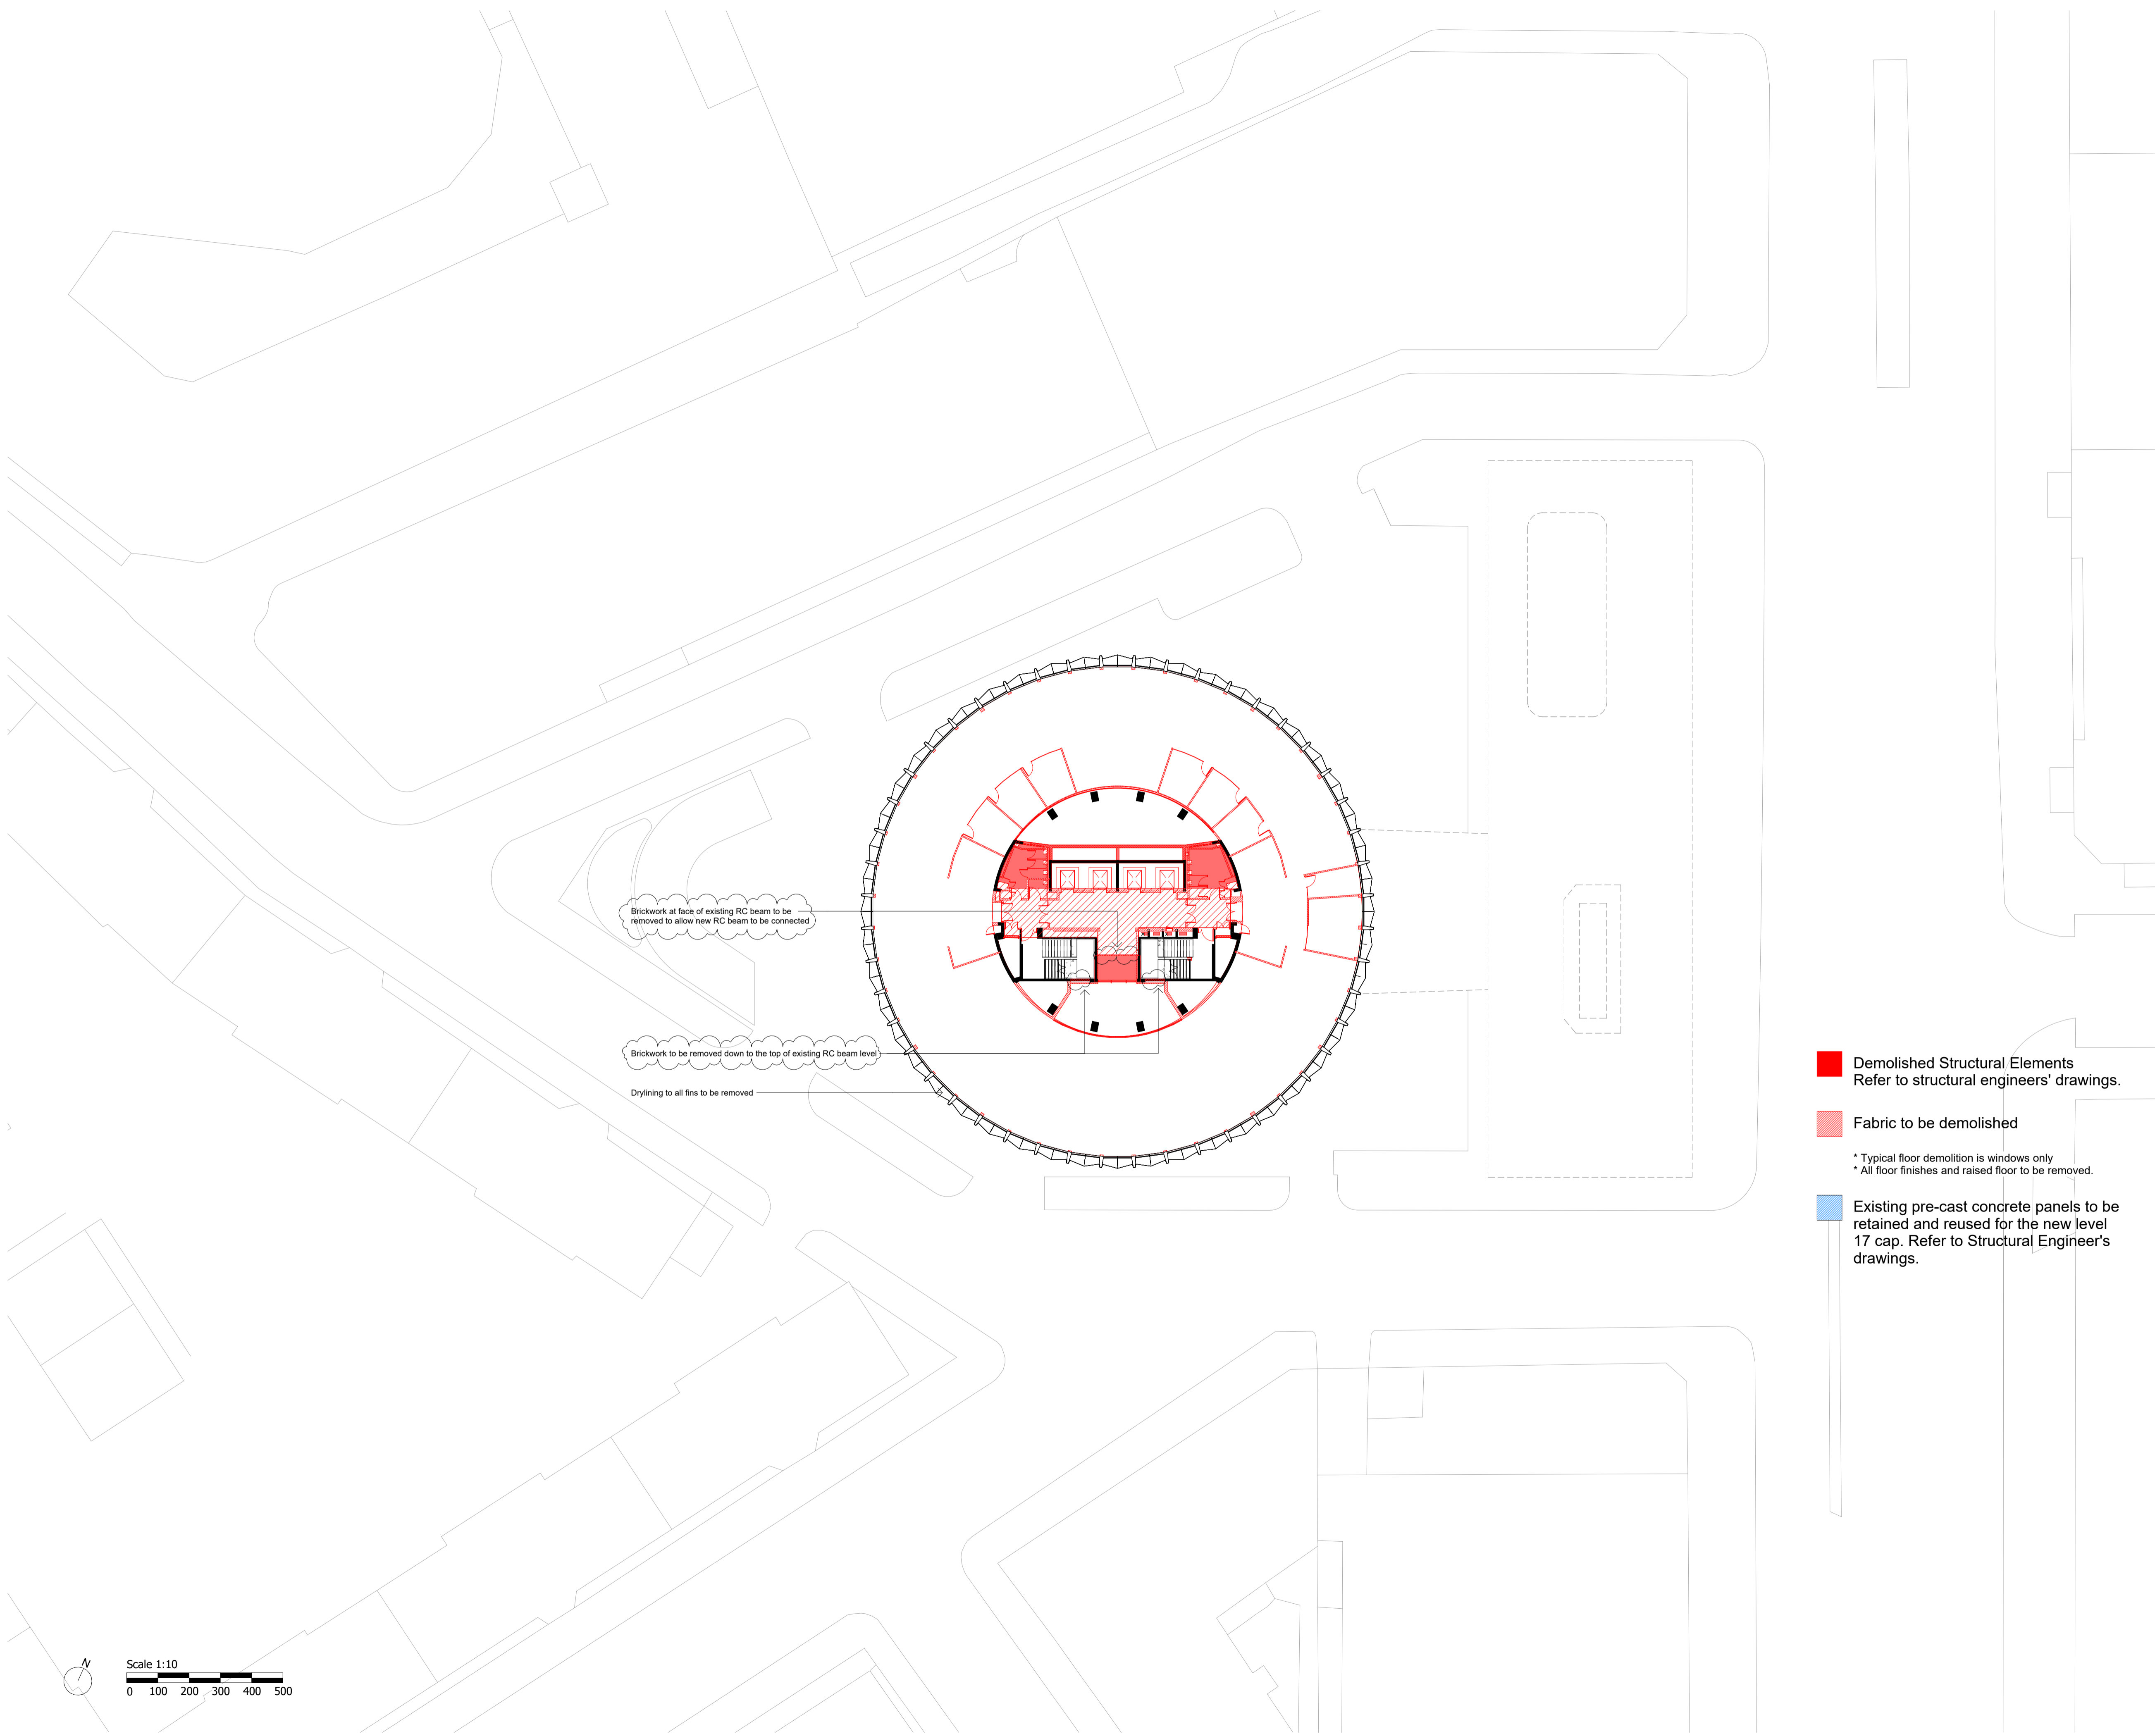 Brickwork at face of existing RC beam to be
removed to allow new RC beam to be connected
Brickwork to be removed down to the top of existing RC beam level
Drylining to all fins to be removed
Demolished Structural Elements
Refer to structural engineers' drawings.
Fabric to be demolished
* Typical floor demolition is windows only
* All floor finishes and raised floor to be removed.
Existing pre-cast concrete panels to be
retained and reused for the new level
17 cap. Refer to Structural Engineer's
drawings.
N
Scale 1:10
0 100 200 300 400 500